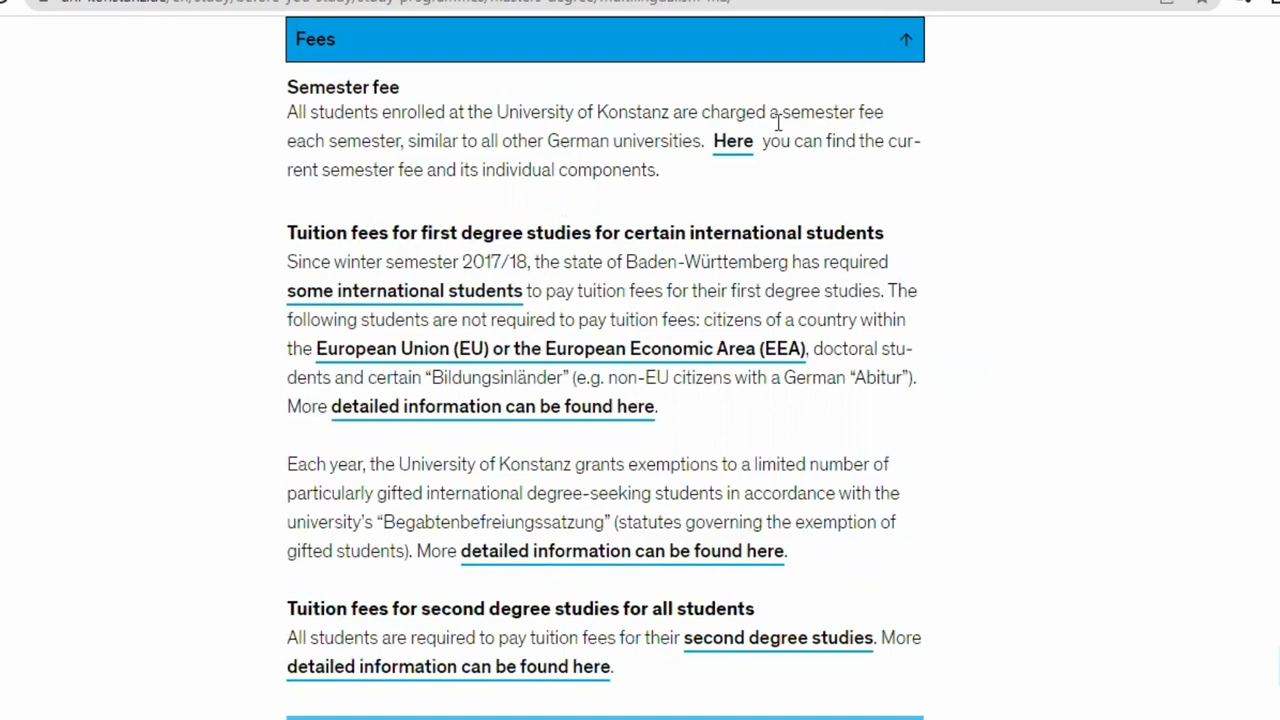 Fees
Semester fee
All students enrolled at the University of Konstanz are charged a semester fee
each semester, similar to all other German universities. Here you can find the cur-
rent semester fee and its individual components.
Tuition fees for first degree studies for certain international students
Since winter semester 2017/18, the state of Baden-Württemberg has required
some international students to pay tuition fees for their first degree studies. The
following students are not required to pay tuition fees: citizens of a country within
the European Union (EU) or the European Economic Area (EEA), doctoral stu-
dents and certain “Bildungsinländer” (e.g. non-EU citizens with a German “Abitur”).
More detailed information can be found here.
Each year, the University of Konstanz grants exemptions to a limited number of
particularly gifted international degree-seeking students in accordance with the
university’s “Begabtenbefreiungssatzung” (statutes governing the exemption of
gifted students). More detailed information can be found here.
Tuition fees for second degree studies for all students
All students are required to pay tuition fees for their second degree studies. More
detailed information can be found here.